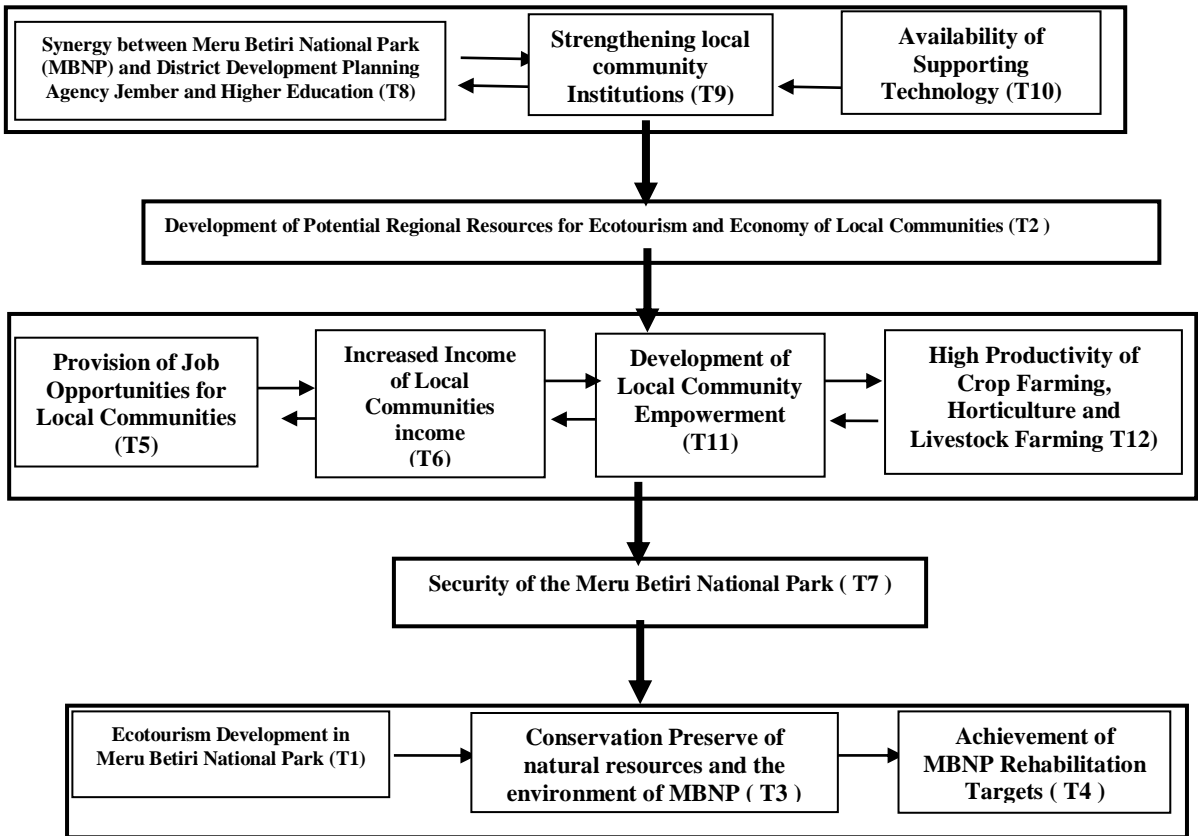 Synergy between Meru Betiri National Park
(MBNP) and District Development Planning
Agency Jember and Higher Education (T8)
Strengthening local
community
Institutions (T9)
Availability of
Supporting
Technology (T10)
Development of Potential Regional Resources for Ecotourism and Economy of Local Communities (T2 )
Provision of Job
Opportunities for
Local Communities
(T5)
Increased Income
of Local
Communities
income
(T6)
Development of
Local Community
Empowerment
(T11)
High Productivity of
Crop Farming,
Horticulture and
Livestock Farming T12)
Security of the Meru Betiri National Park ( T7 )
Ecotourism Development in
Meru Betiri National Park (T1)
Conservation Preserve of
natural resources and the
environment of MBNP ( T3 )
Achievement of
MBNP Rehabilitation
Targets ( T4 )